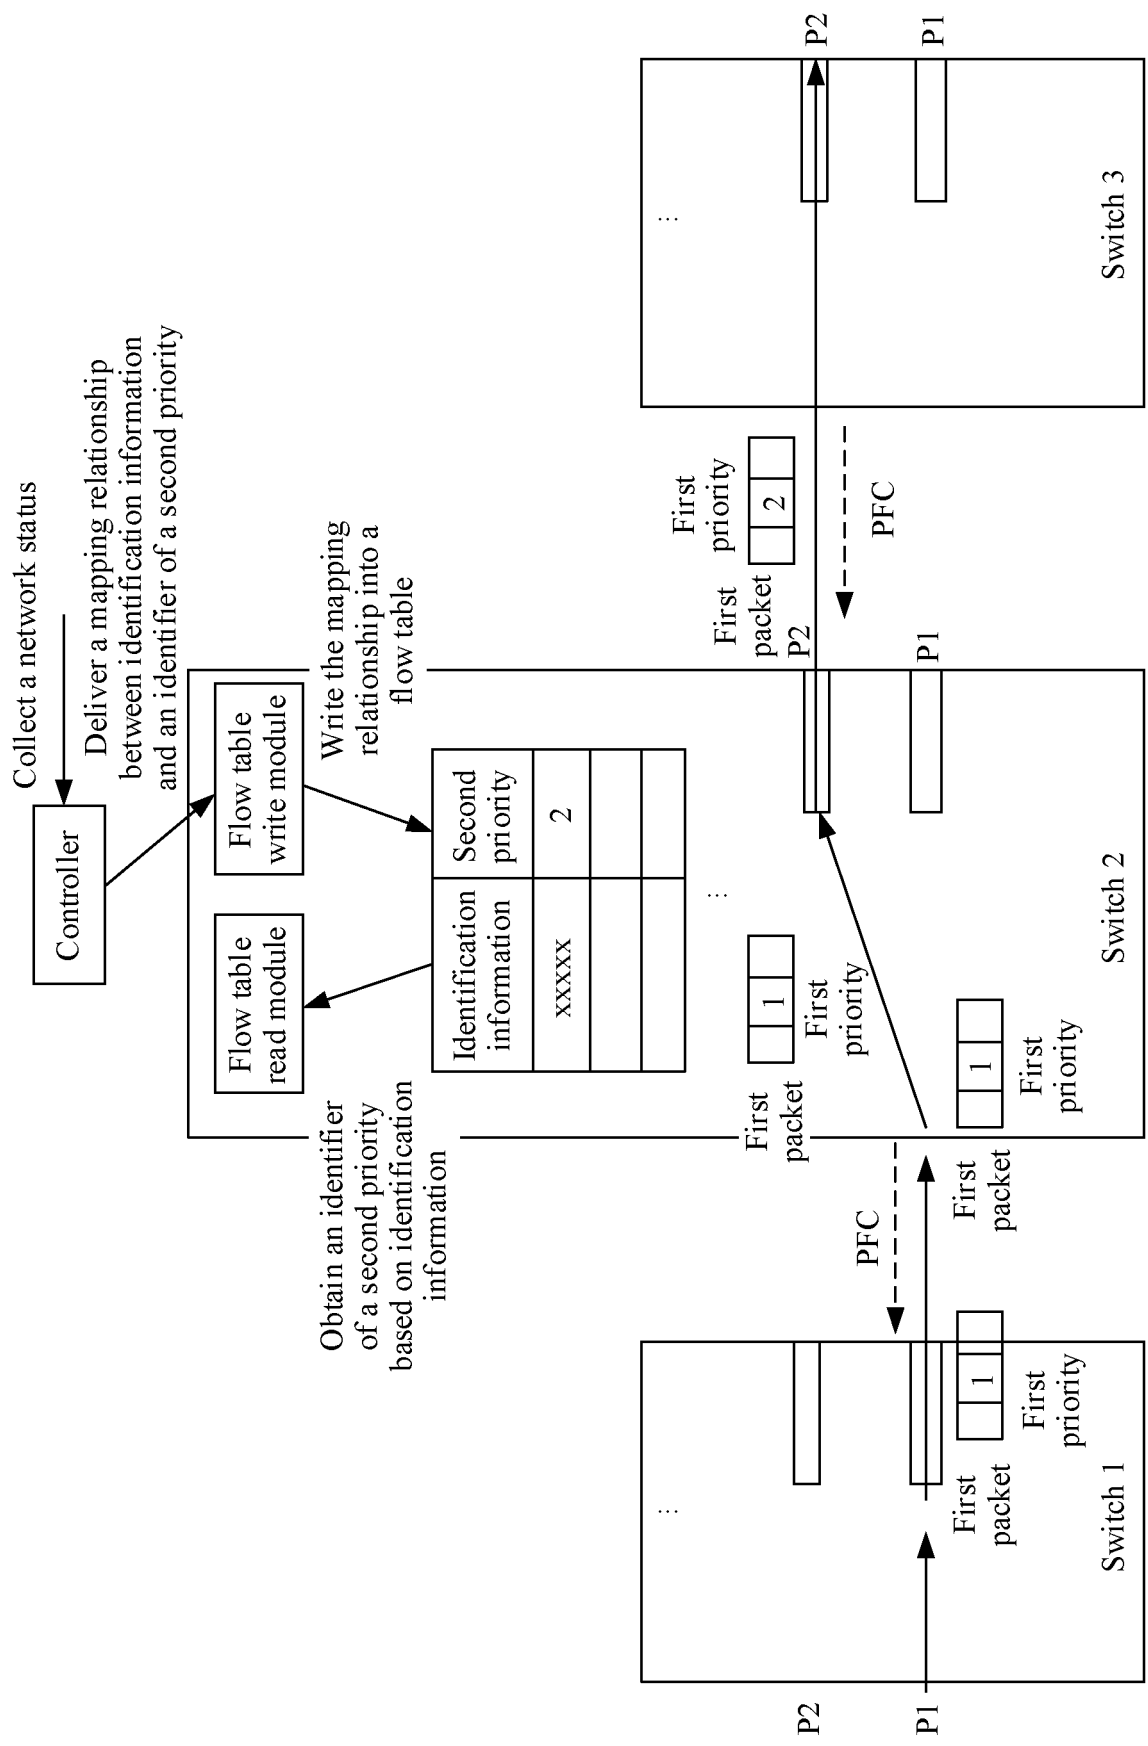 Collect a network status
Controller
Deliver a mapping relationship
between identification information
and an identifier of a second priority
Flow table
read module
Flow table
write module
Obtain an identifier
of a second priority
based on identification
information
Write the mapping
relationship into a
flow table
Identification
information
Second
priority
xxxxx
2
...
...
...
First
packet
1
First
priority
First
packet
First
priority
2
P2
P2
P2
PFC
PFC
P1
P1
P1
First
packet
1
First
priority
First
packet
1
First
priority
Switch 1
Switch 2
Switch 3